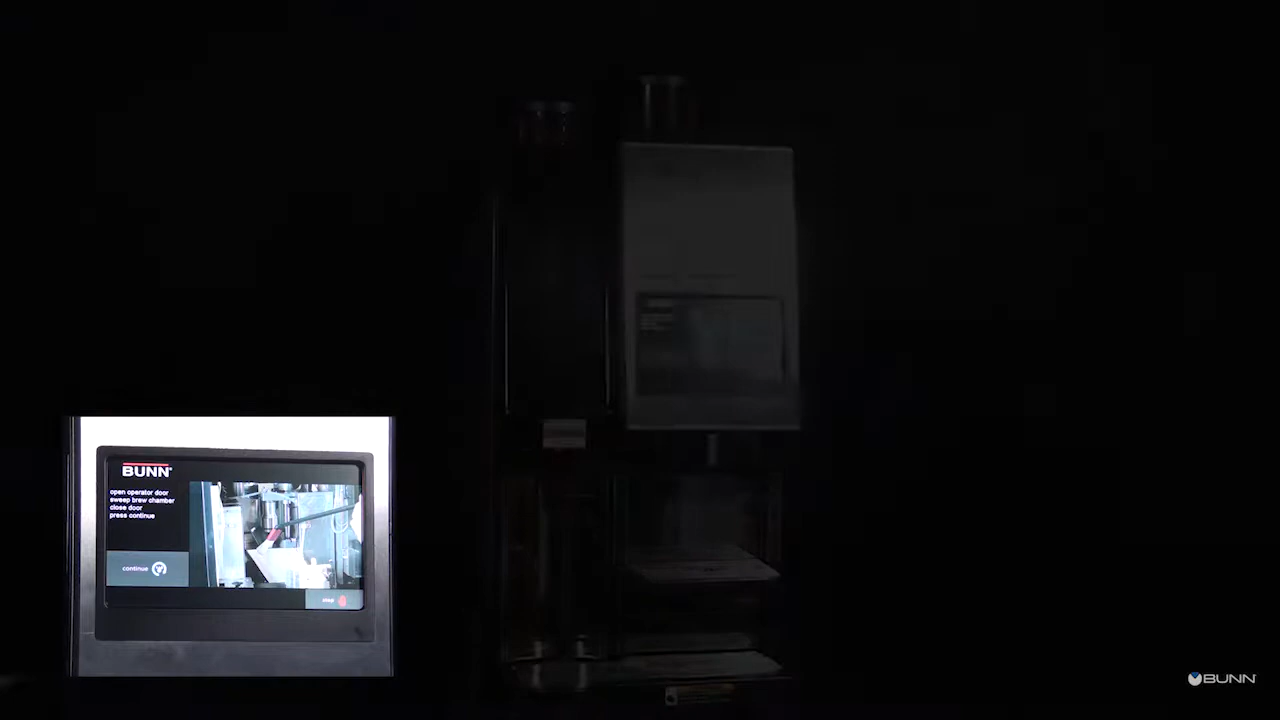 BUNN
open operator door
sweep brew chamber
close door
press continue
continue
stop
BUNN